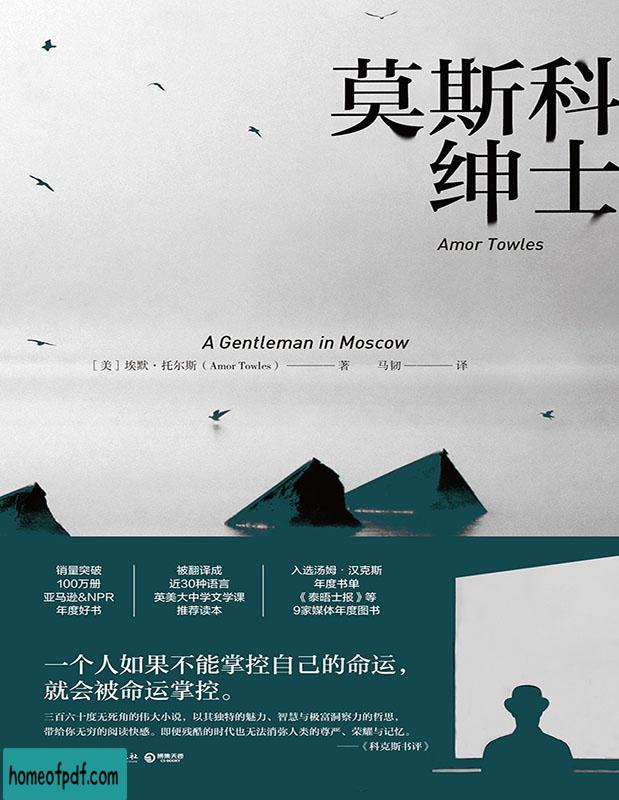 莫斯科
绅士
Amor Towles
A Gentleman in Moscow
[美]埃默·托尔斯(Amor Towles)———著 马韧———译
销量突破
100万册
亚马逊&NPR
年度好书
被翻译成
近30种语言
英美大中学文学课
推荐读本
入选汤姆·汉克斯
年度书单
《泰晤士报》等
9家媒体年度图书
一个人如果不能掌控自己的命运，
就会被命运掌控。
三百六十度无死角的伟大小说，以其独特的魅力、智慧与极富洞察力的哲思，
带给你无穷的阅读快感。即便残酷的时代也无法消弥人类的尊严、荣耀与记忆。
——《科克斯书评》
博集天卷
CS-BOOKY
homeofpdf.com